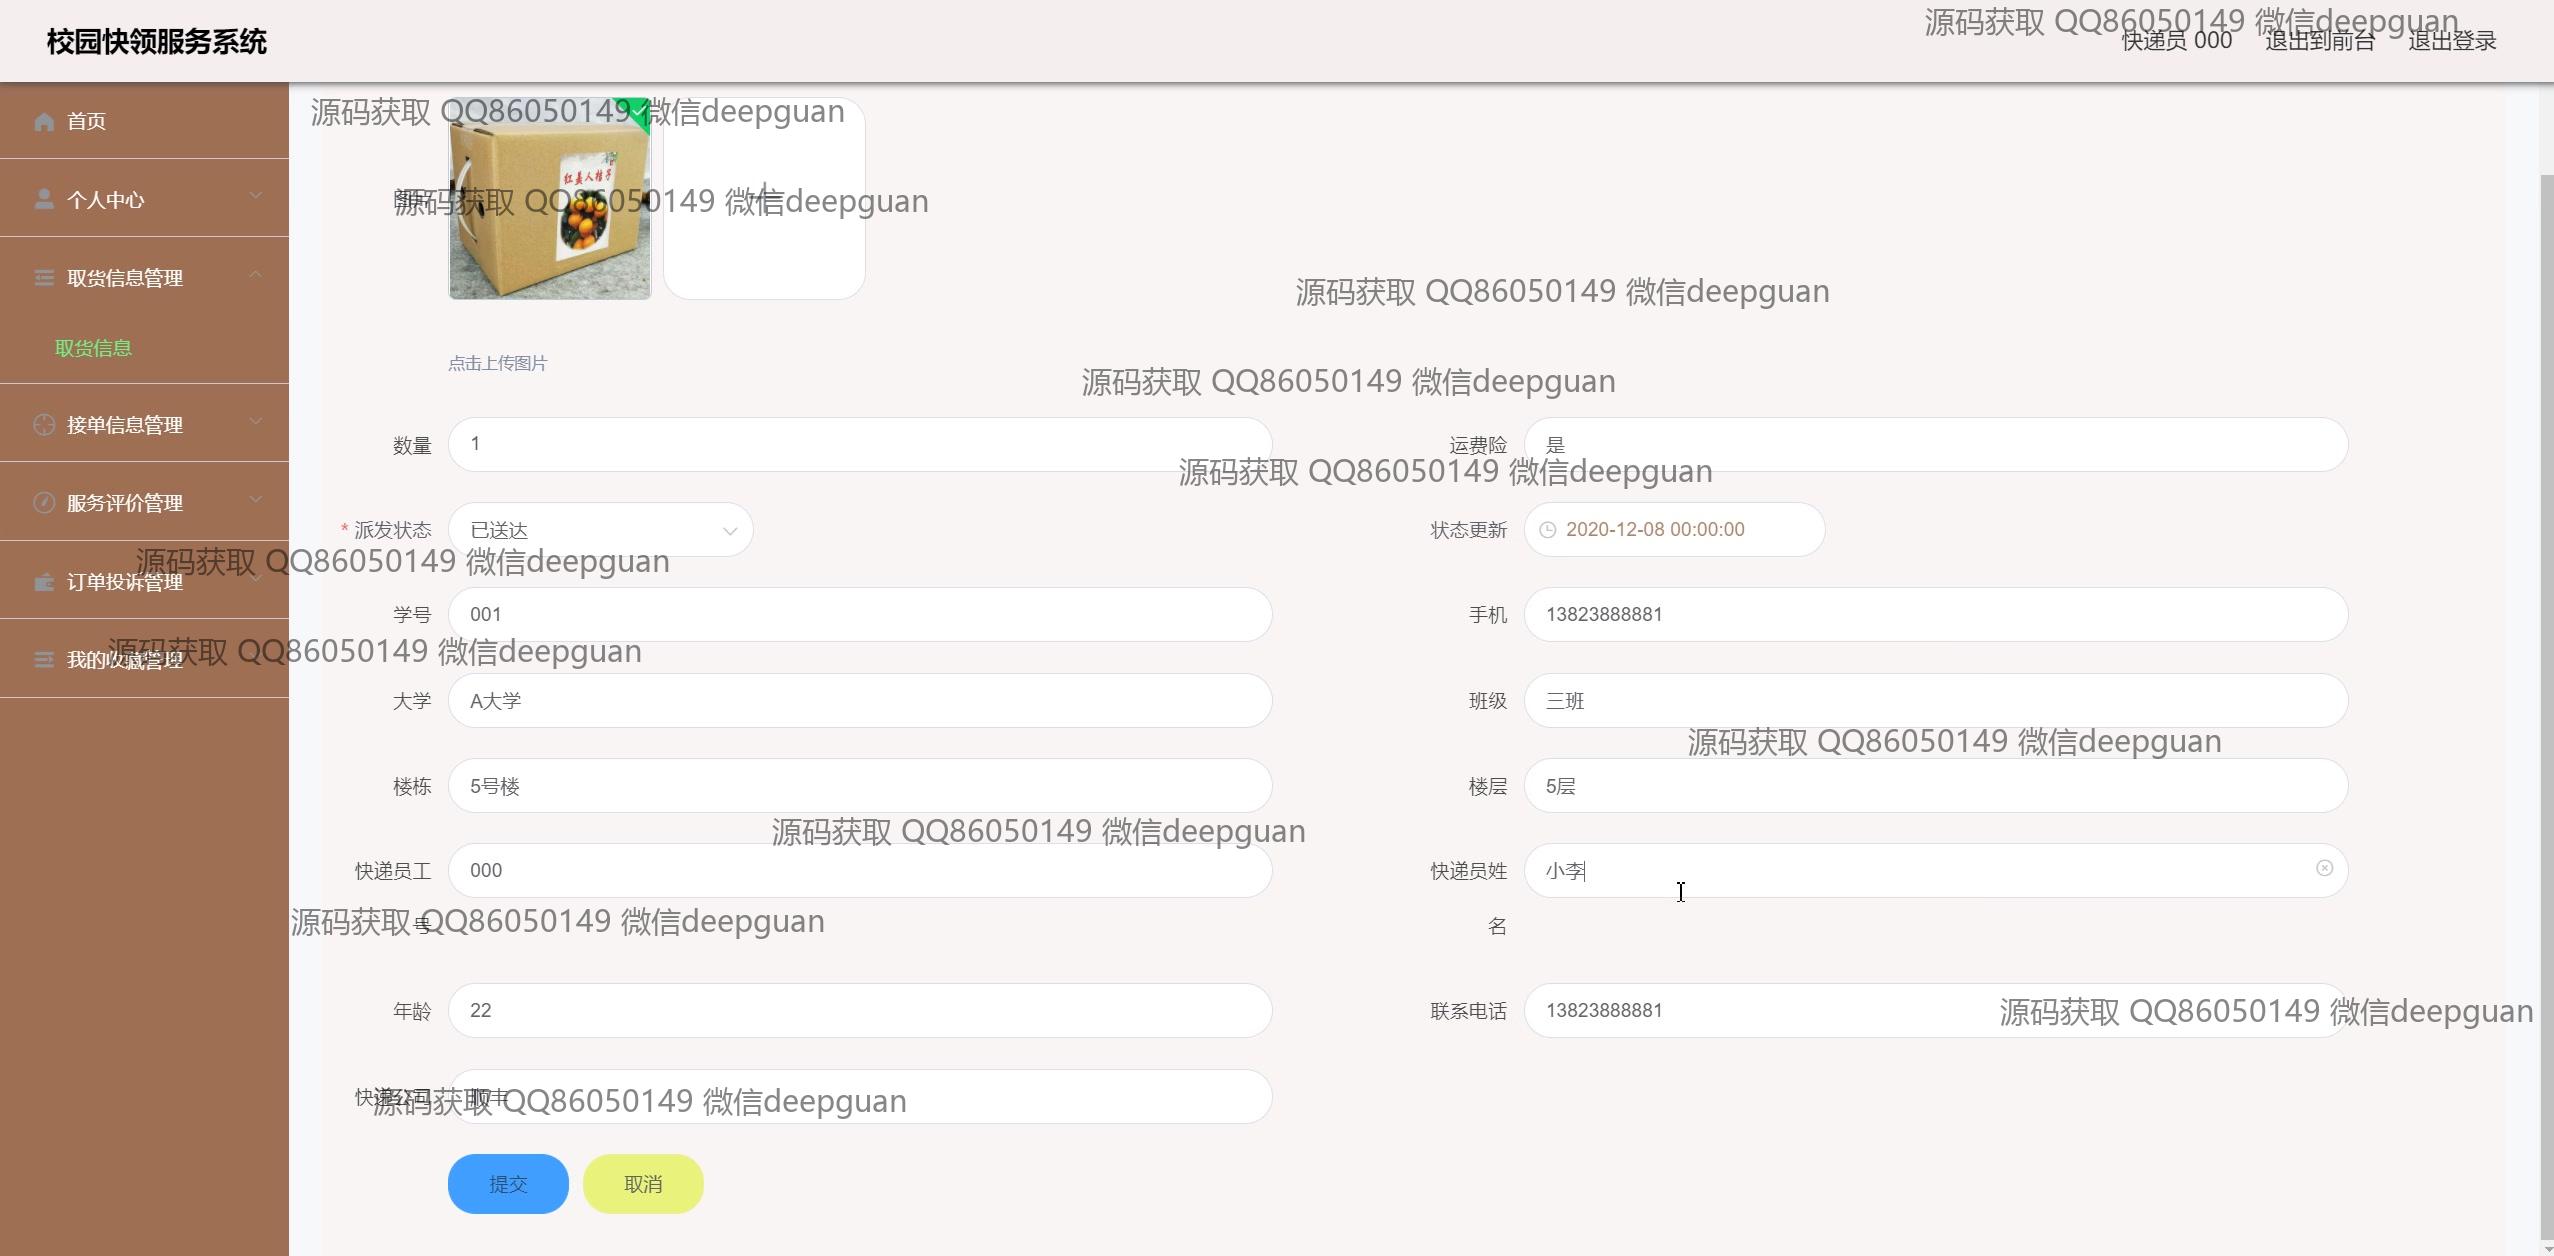 校园快领服务系统
源码获取 QQ86050149 微信deepguan
快递员 000 退出到前台 退出登录
首页
源码获取 QQ86050149 微信deepguan
个人中心
图片
源码获取 QQ86050149 微信deepguan
红美人桔子
取货信息管理
源码获取 QQ86050149 微信deepguan
取货信息
点击上传图片
源码获取 QQ86050149 微信deepguan
接单信息管理
数量 1 运费险 是
源码获取 QQ86050149 微信deepguan
服务评价管理
* 派发状态 已送达 状态更新 2020-12-08 00:00:00
源码获取 QQ86050149 微信deepguan
订单投诉管理
学号 001 手机 13823888881
源码获取 QQ86050149 微信deepguan
我的收藏管理
大学 A大学 班级 三班
源码获取 QQ86050149 微信deepguan
楼栋 5号楼 楼层 5层
源码获取 QQ86050149 微信deepguan
快递员工号 000 快递员姓名 小李
源码获取 QQ86050149 微信deepguan
年龄 22 联系电话 13823888881
源码获取 QQ86050149 微信deepguan
快递公司 顺丰
源码获取 QQ86050149 微信deepguan
提交 取消